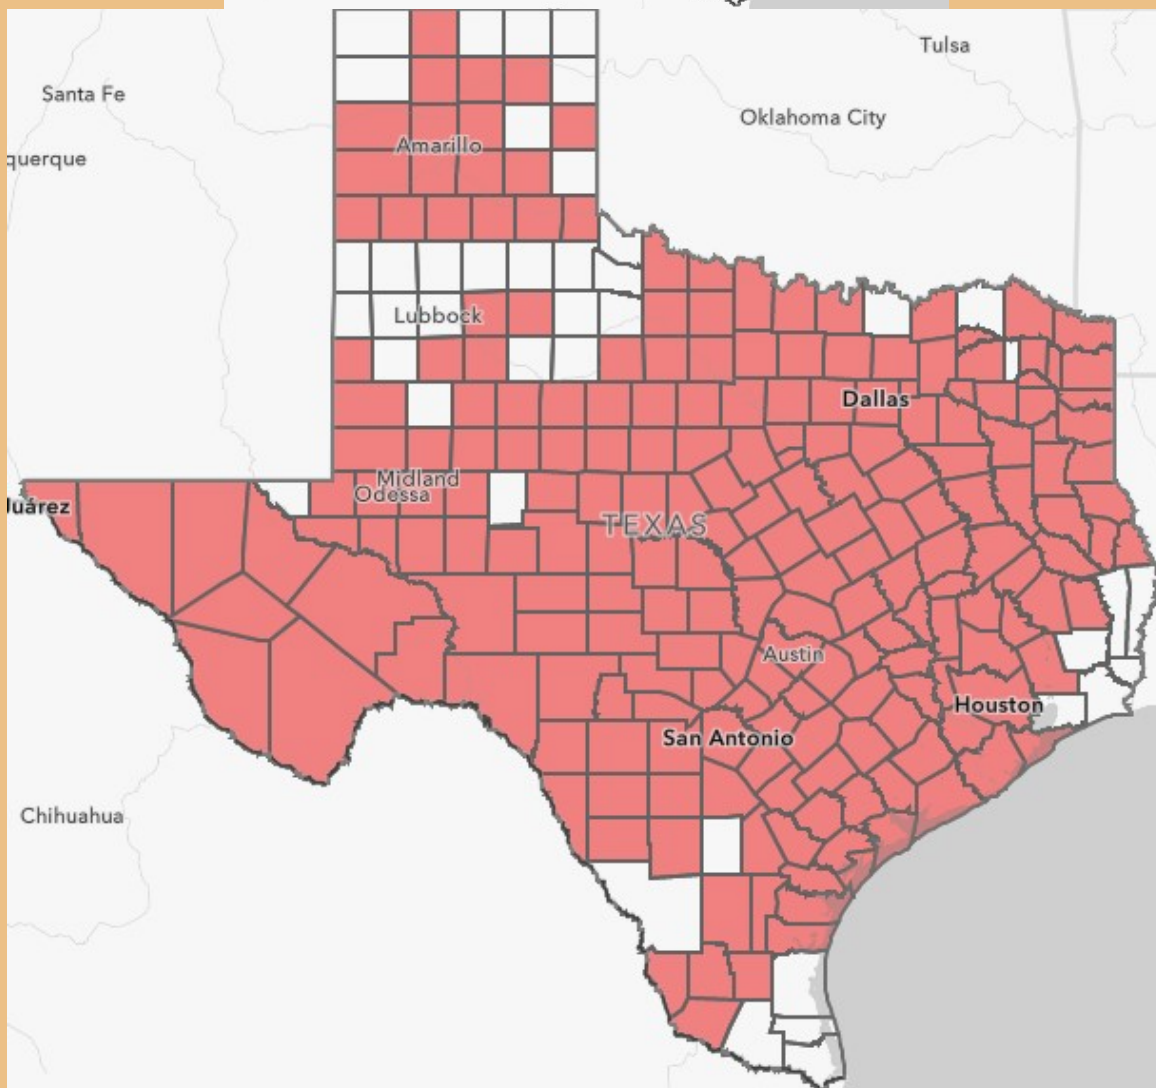 Tulsa
Santa Fe
Oklahoma City
Amarillo
querque
Lubbock
Dallas
Midland
Odessa
Juárez
TEXAS
Austin
Houston
San Antonio
Chihuahua